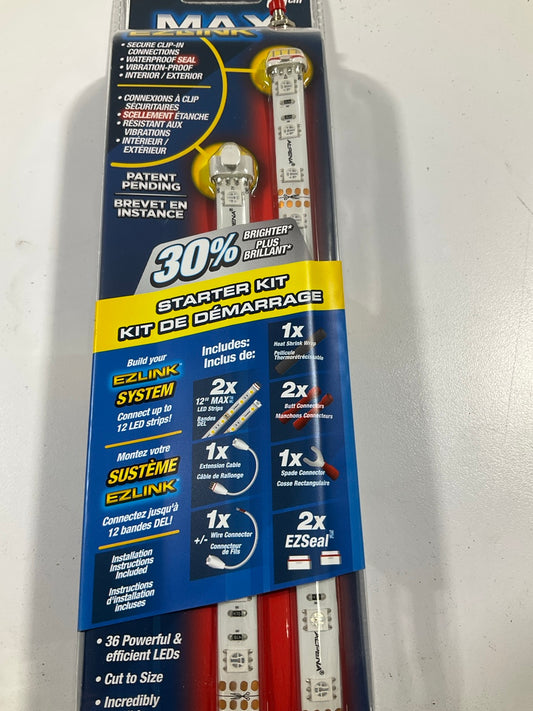 cm
MAX
EZLINK
• SECURE CLIP-IN
CONNECTIONS
• WATERPROOF SEAL
• VIBRATION-PROOF
• INTERIOR / EXTERIOR
• CONNEXIONS À CLIP
SÉCURITAIRES
• SCELLEMENT ÉTANCHE
• RÉSISTANT AUX
VIBRATIONS
• INTÉRIEUR /
EXTÉRIEUR
PATENT
PENDING
BREVET EN
INSTANCE
30% BRIGHTER*
PLUS
BRILLANT*
STARTER KIT
KIT DE DÉMARRAGE
Build your
EZLINK
SYSTEM
Connect up to
12 LED strips!
Montez votre
SUSTÈME
EZLINK
Connectez jusqu'à
12 bandes DEL!
Installation
Instructions
Included
Instructions
d'installation
incluses
Includes:
Inclus de:
2x
12" MAX
LED Strips
Bandes
DEL
1x
Extension Cable
Câble de Rallonge
1x
+/- Wire Connector
Connecteur
de Fils
1x
Heat Shrink Wrap
Pellicule
Thermorétrécissable
2x
Butt Connectors
Manchons Connecteurs
1x
Spade Connector
Cosse Rectangulaire
2x
EZSeal
• 36 Powerful &
efficient LEDs
• Cut to Size
• Incredibly
ALPENA